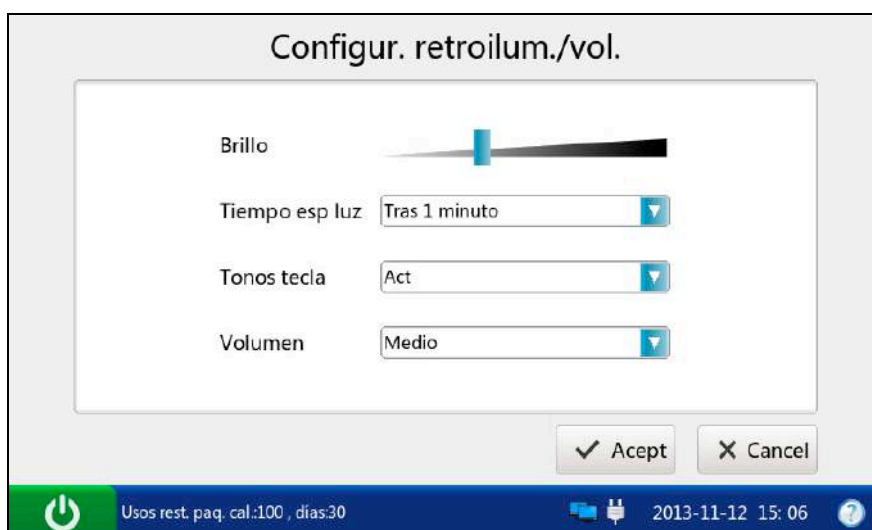 Configur. retroilum./vol.
Brillo
Tiempo esp luz Tras 1 minuto
Tonos tecla Act
Volumen Medio
Acept Cancel
Usos rest. paq. cal.:100 , dias:30 2013-11-12 15: 06 ?